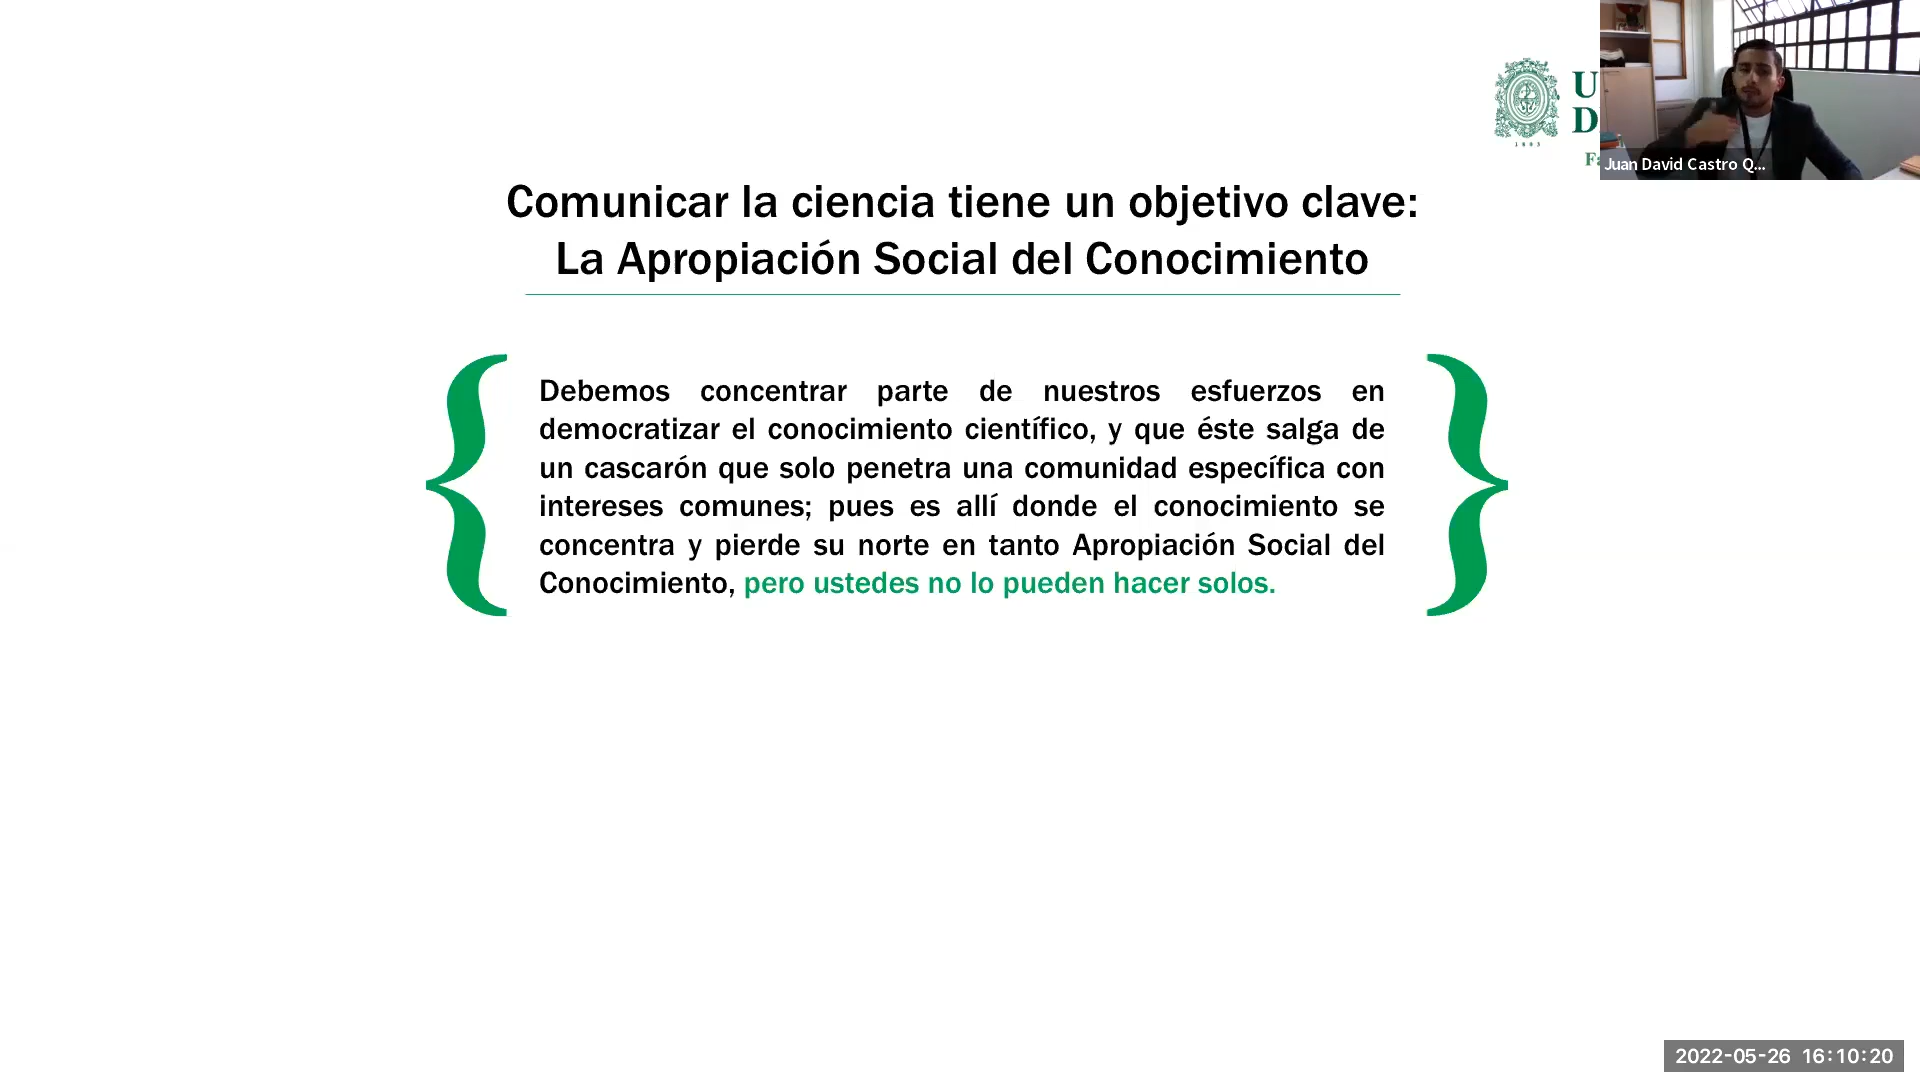 U
D
1803
Fa
Juan David Castro Q...
Comunicar la ciencia tiene un objetivo clave:
La Apropiación Social del Conocimiento
Debemos concentrar parte de nuestros esfuerzos en
democratizar el conocimiento científico, y que éste salga de
un cascarón que solo penetra una comunidad específica con
intereses comunes; pues es allí donde el conocimiento se
concentra y pierde su norte en tanto Apropiación Social del
Conocimiento, pero ustedes no lo pueden hacer solos.
2022-05-26 16:10:20